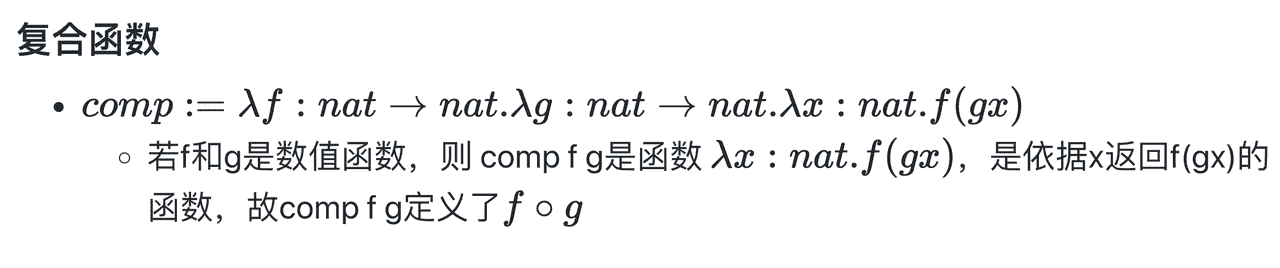 复合函数
• comp := λf : nat → nat.λg : nat → nat.λx : nat.f(gx)
◦ 若f和g是数值函数，则 comp f g是函数 λx : nat.f(gx)，是依据x返回f(gx)的
函数，故comp f g定义了f ∘ g